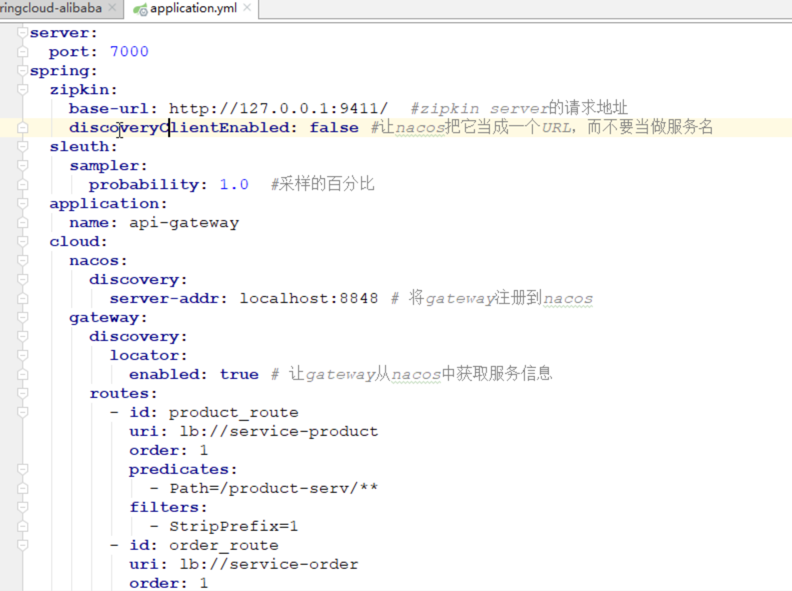 ringcloud-alibaba
application.yml
server:
  port: 7000
spring:
  zipkin:
    base-url: http://127.0.0.1:9411/  #zipkin server的请求地址
    discoveryClientEnabled: false #让nacos把它当成一个URL，而不要当做服务名
  sleuth:
    sampler:
      probability: 1.0  #采样的百分比
  application:
    name: api-gateway
  cloud:
    nacos:
      discovery:
        server-addr: localhost:8848 # 将gateway注册到nacos
    gateway:
      discovery:
        locator:
          enabled: true # 让gateway从nacos中获取服务信息
      routes:
        - id: product_route
          uri: lb://service-product
          order: 1
          predicates:
            - Path=/product-serv/**
          filters:
            - StripPrefix=1
        - id: order_route
          uri: lb://service-order
          order: 1